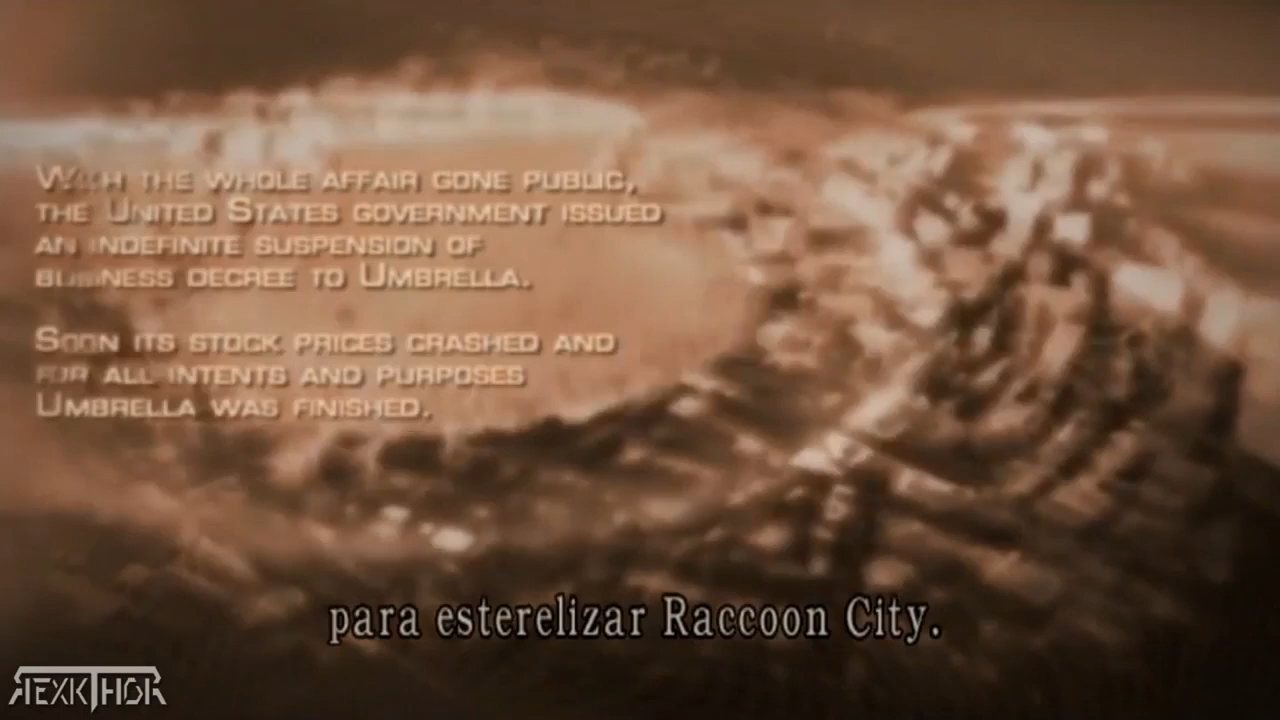 With the whole affair gone public,
the United States government issued
an indefinite suspension of
business decree to Umbrella.
Soon its stock prices crashed and
for all intents and purposes
Umbrella was finished.
para esterelizar Raccoon City.
TEXKTHOR